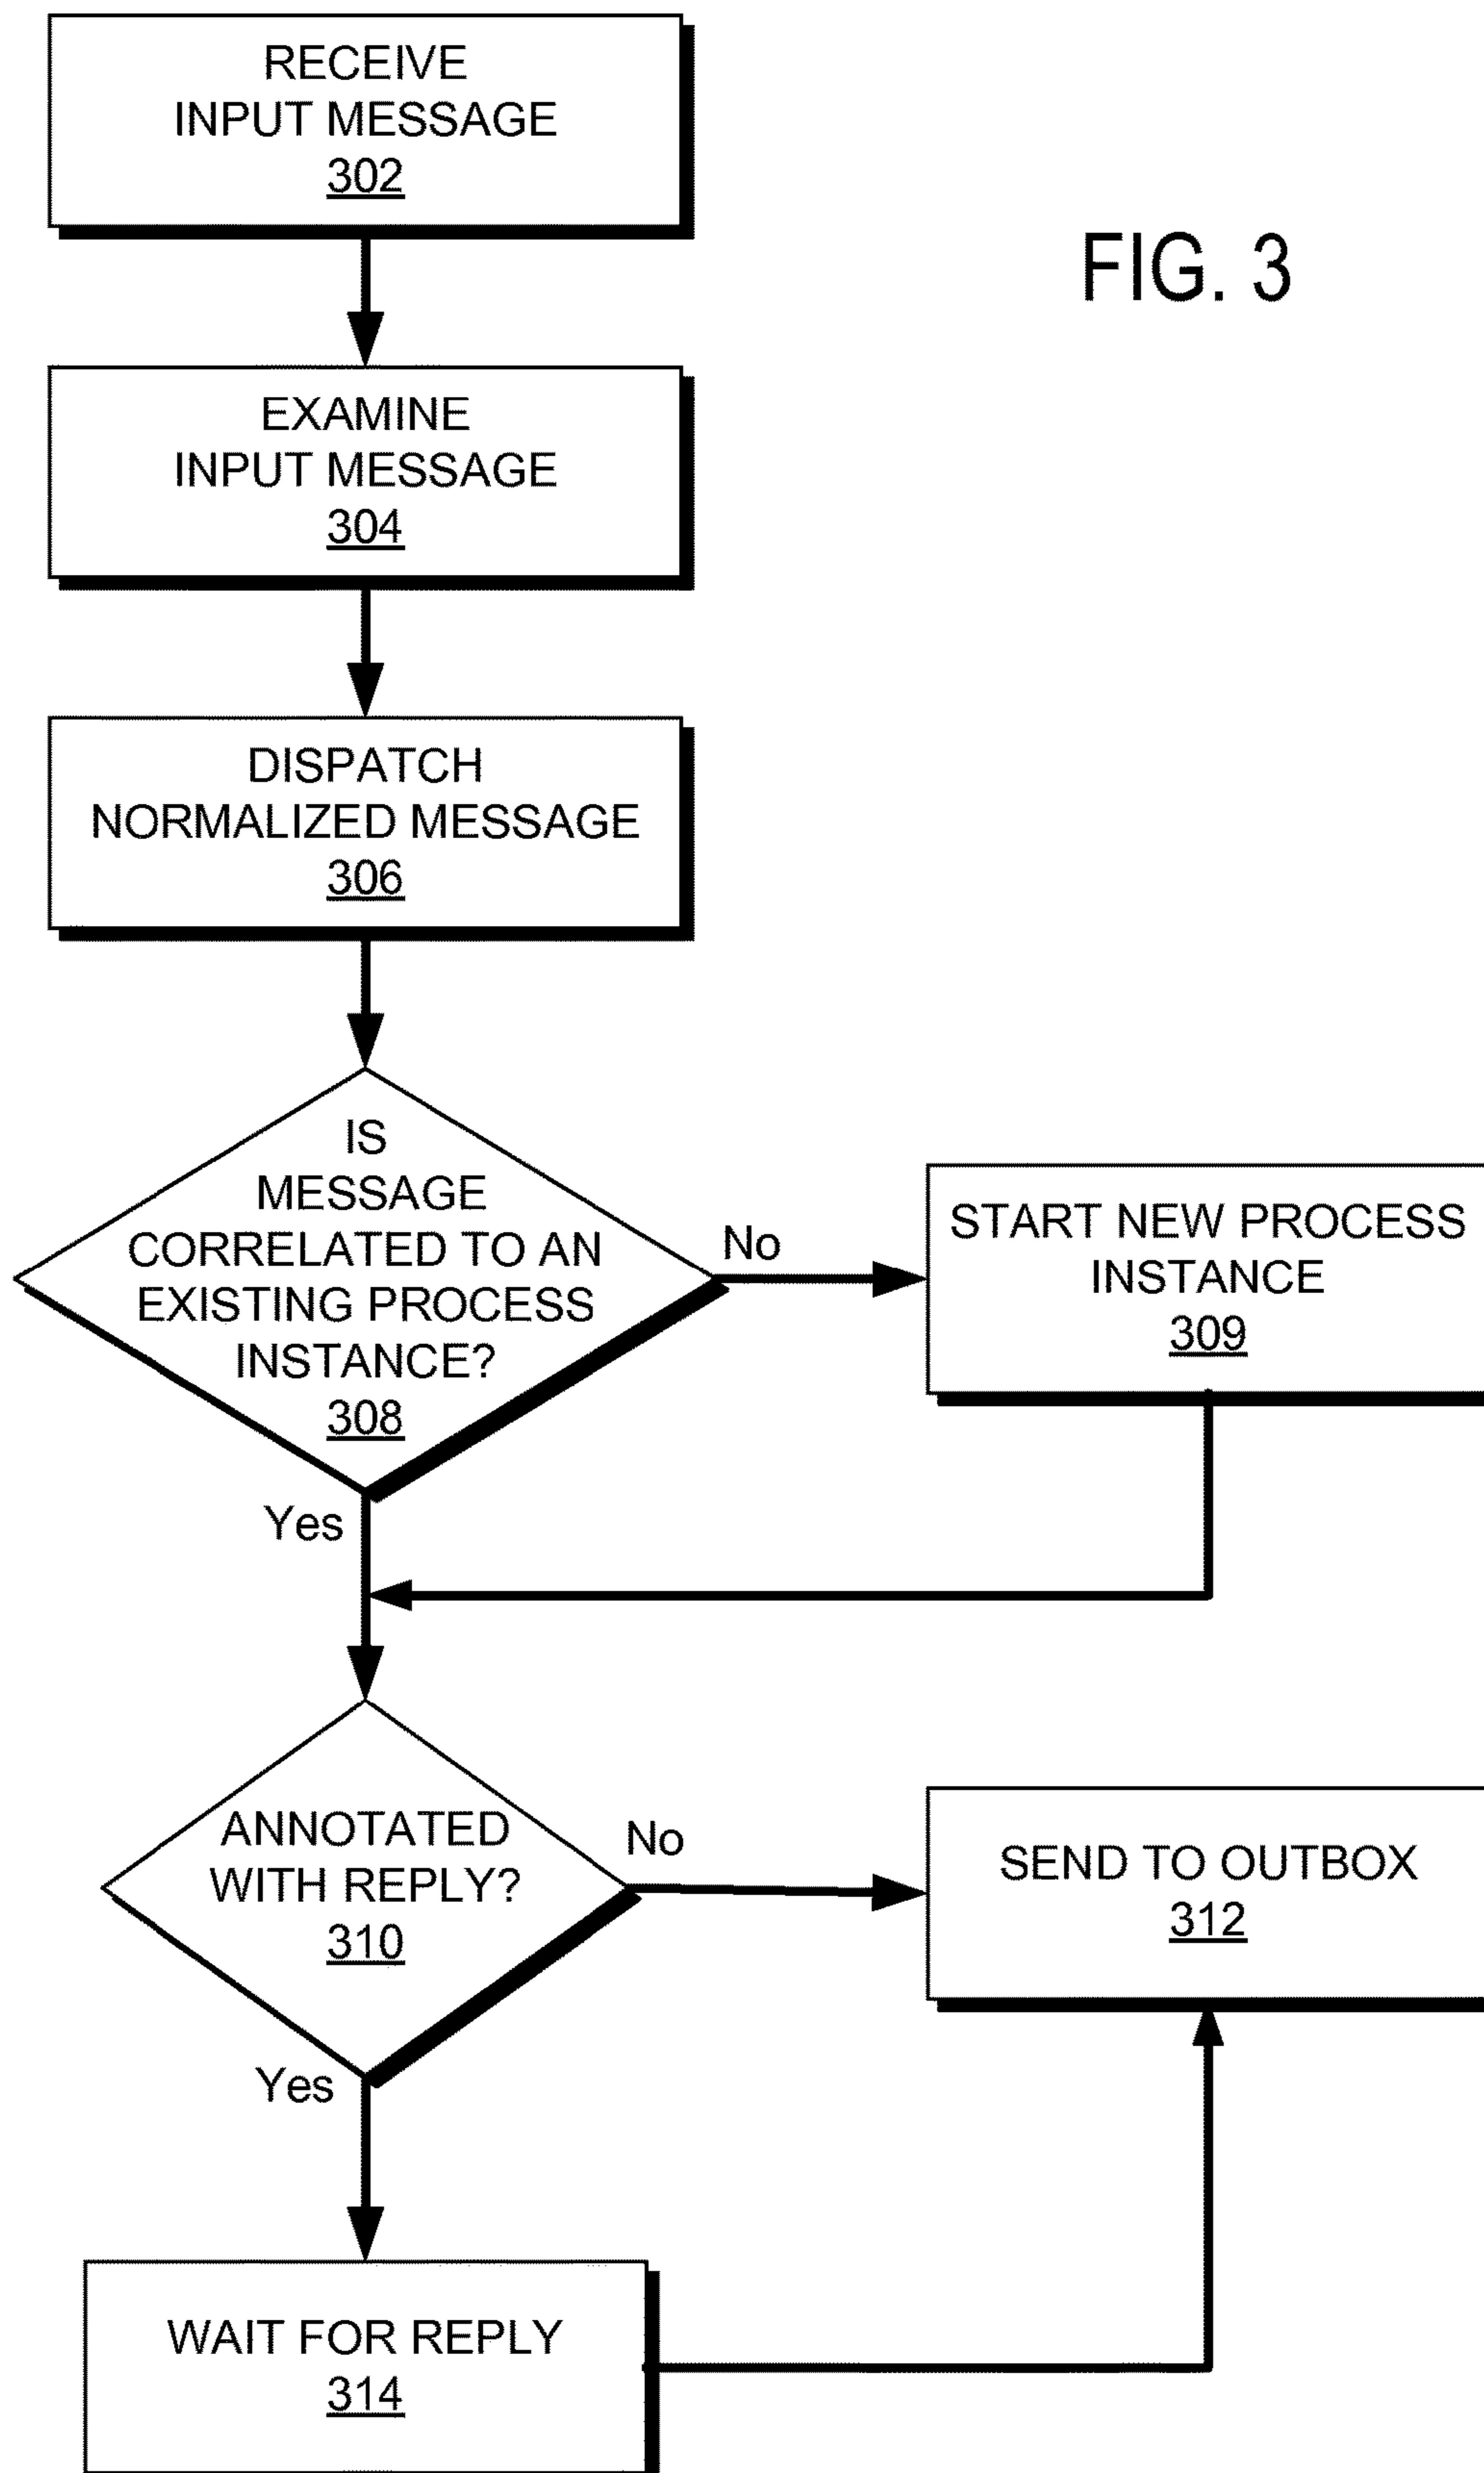 RECEIVE
INPUT MESSAGE
302
FIG. 3
EXAMINE
INPUT MESSAGE
304
DISPATCH
NORMALIZED MESSAGE
306
IS
MESSAGE
CORRELATED TO AN
EXISTING PROCESS
INSTANCE?
308
No
START NEW PROCESS
INSTANCE
309
Yes
ANNOTATED
WITH REPLY?
310
No
SEND TO OUTBOX
312
Yes
WAIT FOR REPLY
314